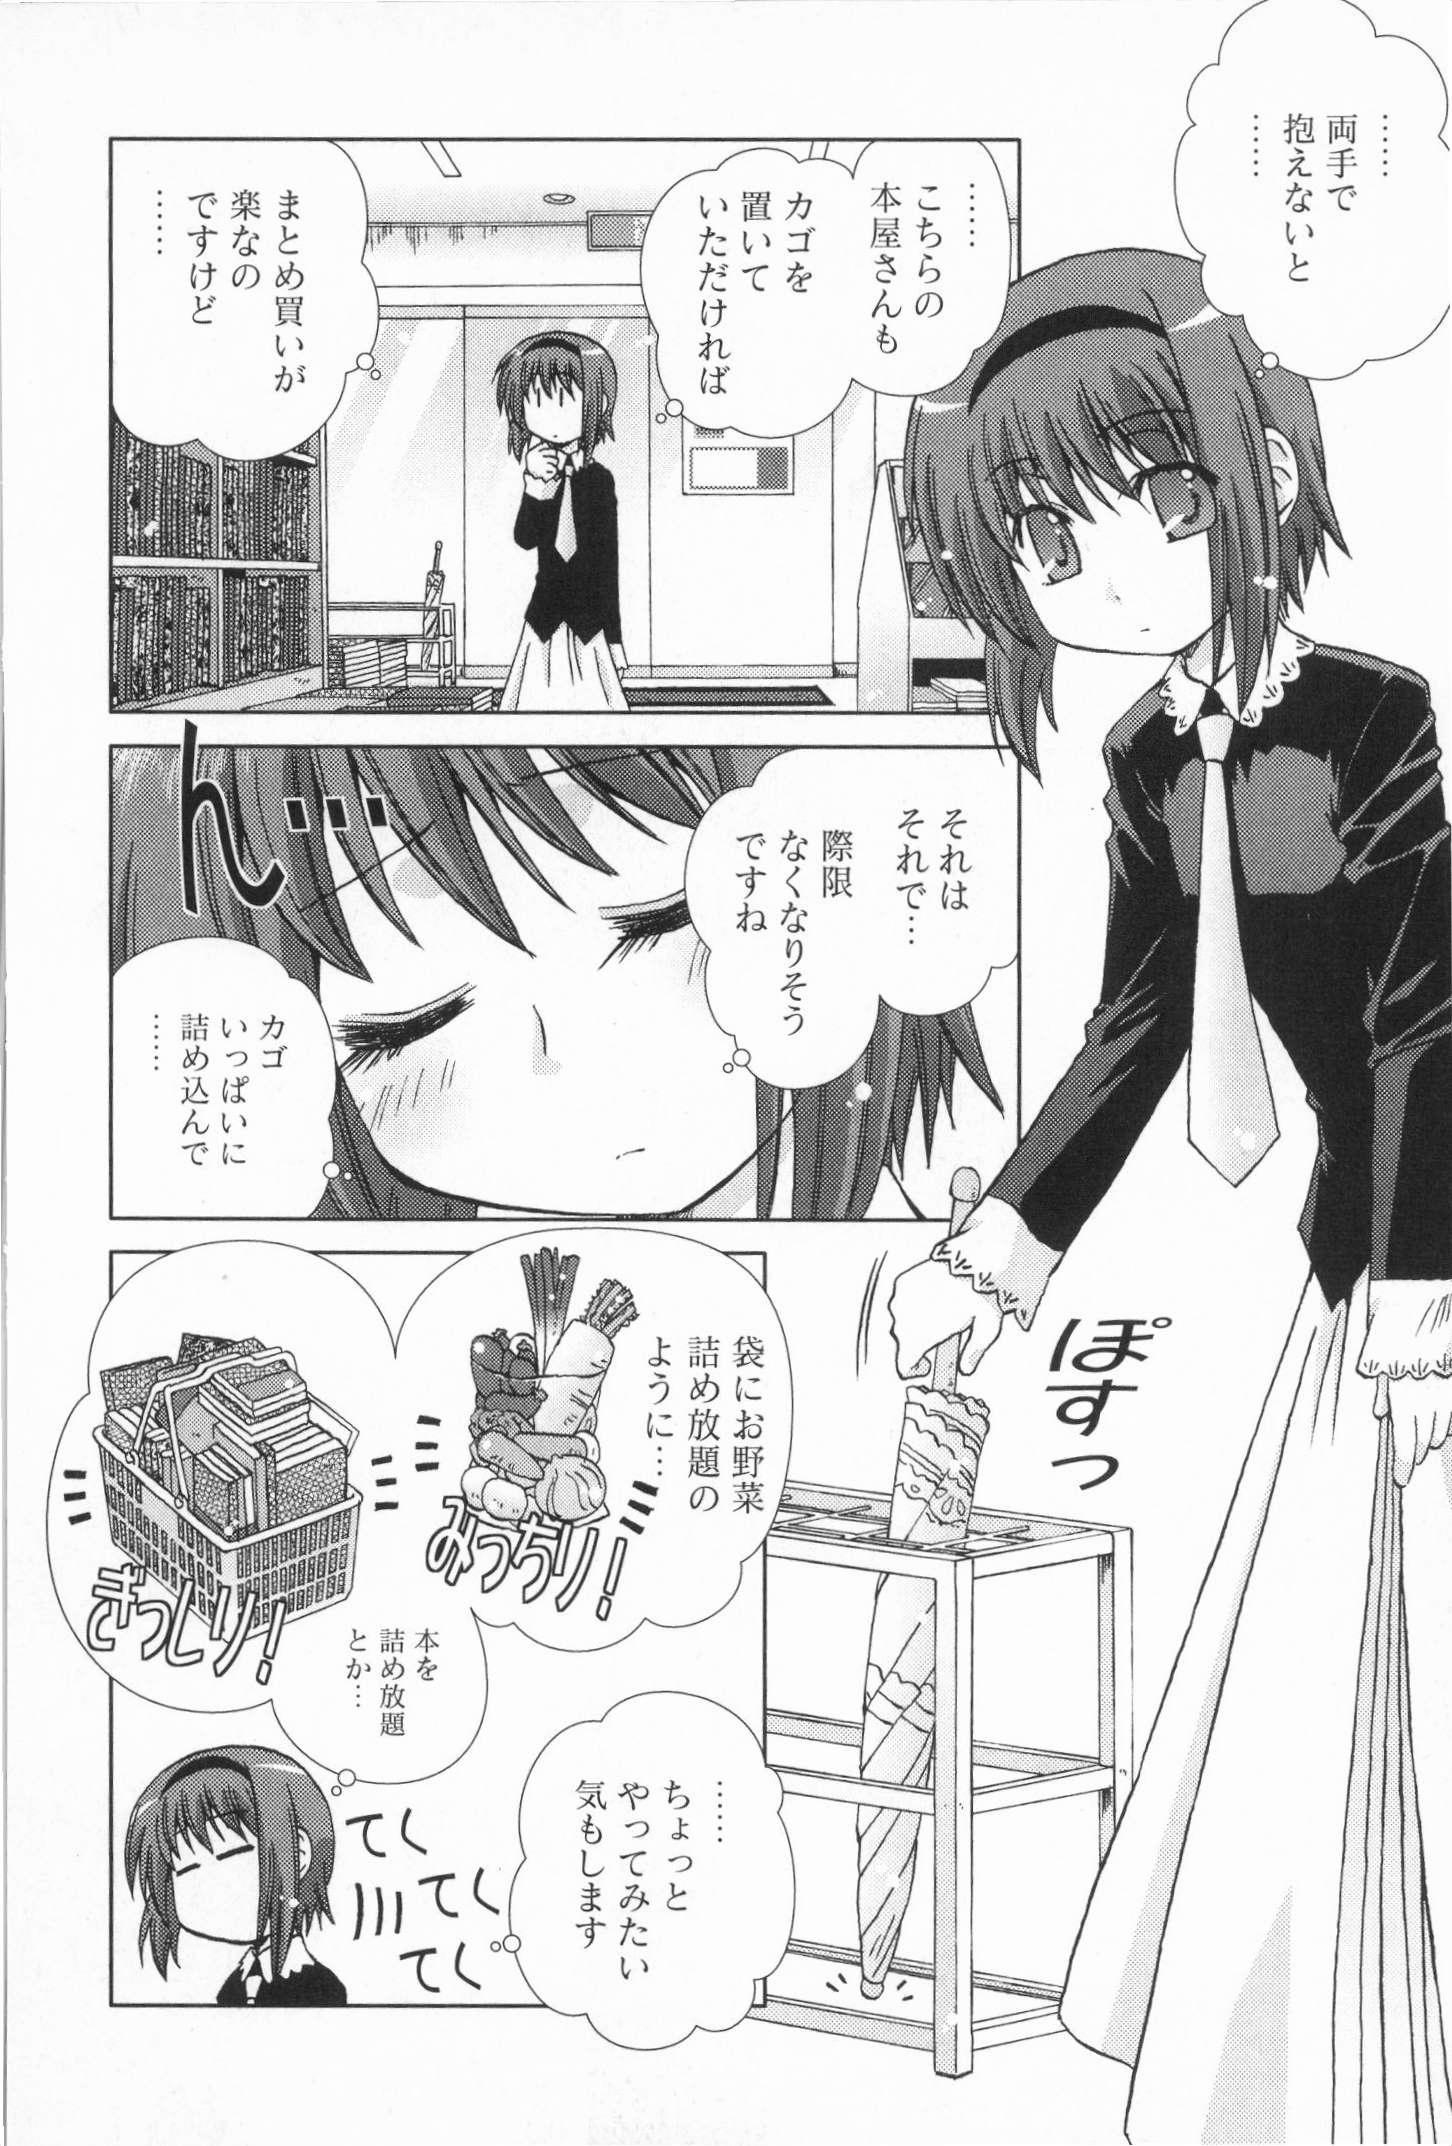 ……
両手で
抱えないと
……
ぽすっ
……
こちらの
本屋さんも
カゴを
置いて
いただければ
まとめ買いが
楽なの
ですけど
……
それは
それで…
際限
なくなりそう
ですね
ん…
カゴ
いっぱいに
詰め込んで
……
袋にお野菜
詰め放題の
ように…
みっちり！
ぎっしり！
本を
詰め放題
とか…
……
ちょっと
やってみたい
気もします
てく
てく
てく